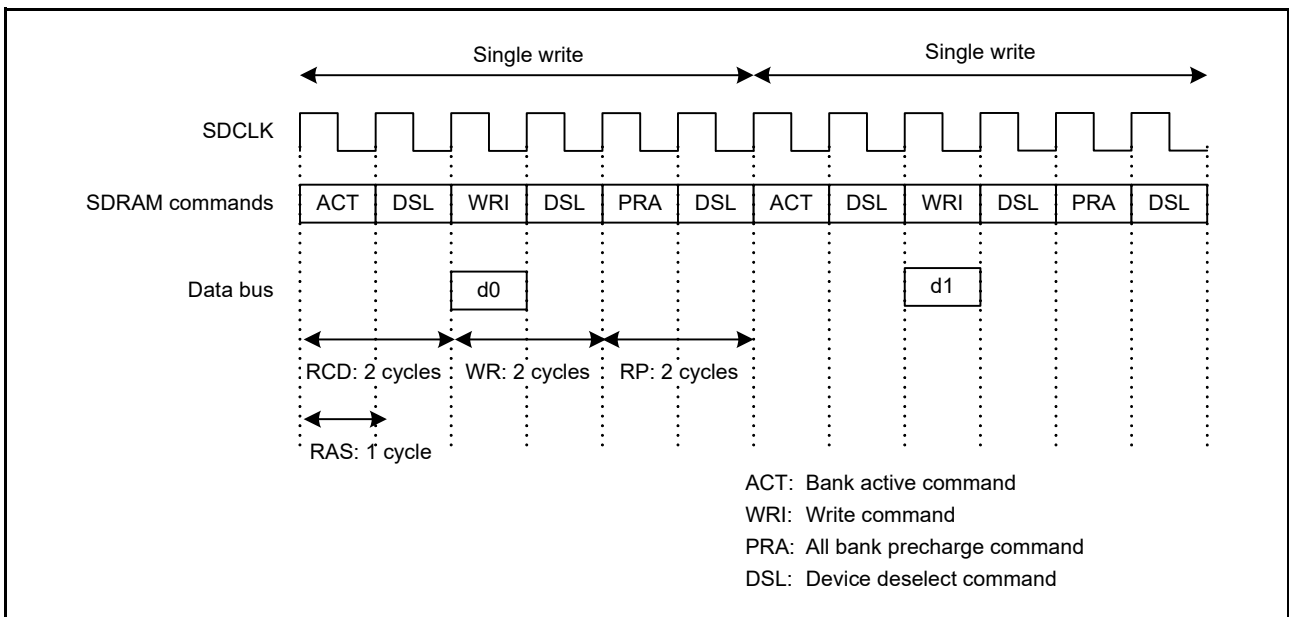 Single write Single write
SDCLK
SDRAM commands ACT DSL WRI DSL PRA DSL ACT DSL WRI DSL PRA DSL
Data bus d0 d1
RCD: 2 cycles WR: 2 cycles RP: 2 cycles
RAS: 1 cycle
ACT: Bank active command
WRI: Write command
PRA: All bank precharge command
DSL: Device deselect command